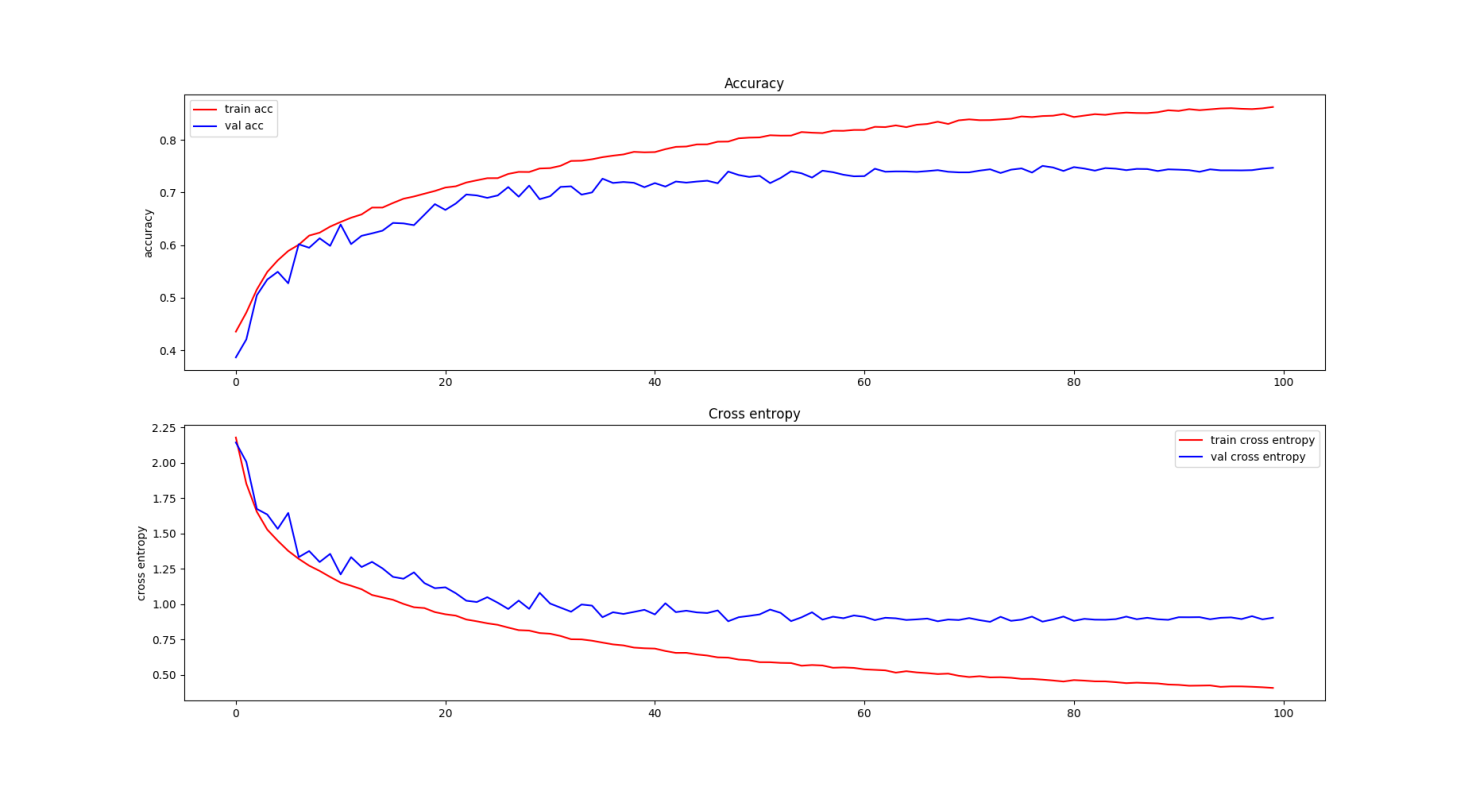 Accuracy
train acc
val acc
accuracy
0.8
0.7
0.6
0.5
0.4
0 20 40 60 80 100
Cross entropy
train cross entropy
val cross entropy
cross entropy
2.25
2.00
1.75
1.50
1.25
1.00
0.75
0.50
0 20 40 60 80 100